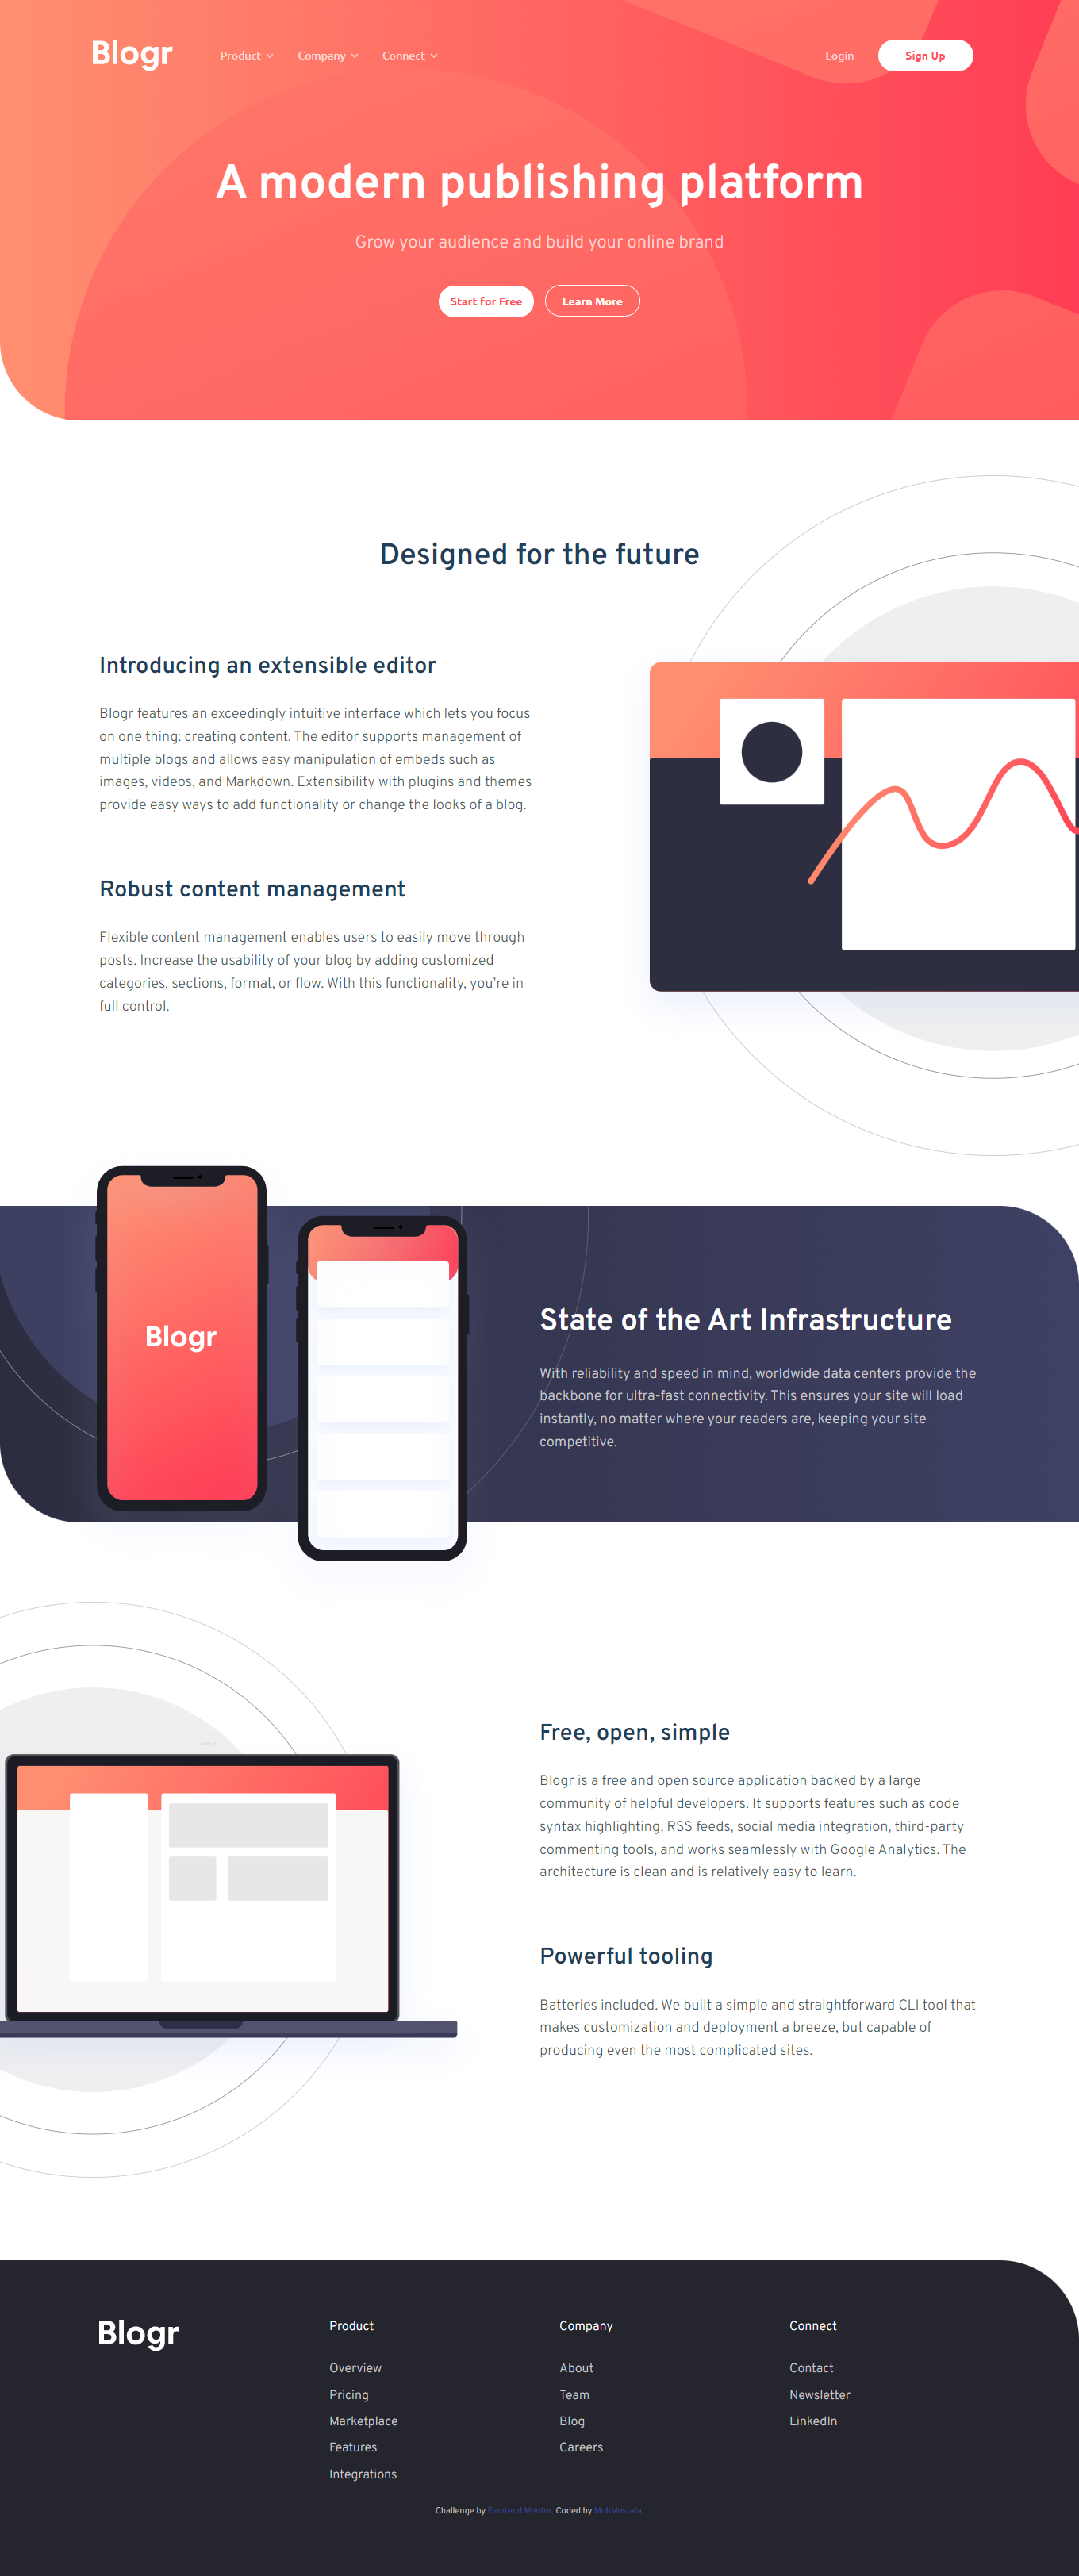 Blogr
Product
Company
Connect
Login
Sign Up
A modern publishing platform
Grow your audience and build your online brand
Start for Free
Learn More
Designed for the future
Introducing an extensible editor
Blogr features an exceedingly intuitive interface which lets you focus
on one thing: creating content. The editor supports management of
multiple blogs and allows easy manipulation of embeds such as
images, videos, and Markdown. Extensibility with plugins and themes
provide easy ways to add functionality or change the looks of a blog.
Robust content management
Flexible content management enables users to easily move through
posts. Increase the usability of your blog by adding customized
categories, sections, format, or flow. With this functionality, you're in
full control.
Blogr
State of the Art Infrastructure
With reliability and speed in mind, worldwide data centers provide the
backbone for ultra-fast connectivity. This ensures your site will load
instantly, no matter where your readers are, keeping your site
competitive.
Free, open, simple
Blogr is a free and open source application backed by a large
community of helpful developers. It supports features such as code
syntax highlighting, RSS feeds, social media integration, third-party
commenting tools, and works seamlessly with Google Analytics. The
architecture is clean and is relatively easy to learn.
Powerful tooling
Batteries included. We built a simple and straightforward CLI tool that
makes customization and deployment a breeze, but capable of
producing even the most complicated sites.
Blogr
Product
Overview
Pricing
Marketplace
Features
Integrations
Company
About
Team
Blog
Careers
Connect
Contact
Newsletter
LinkedIn
Challenge by Frontend Mentor. Coded by MohMostafa.